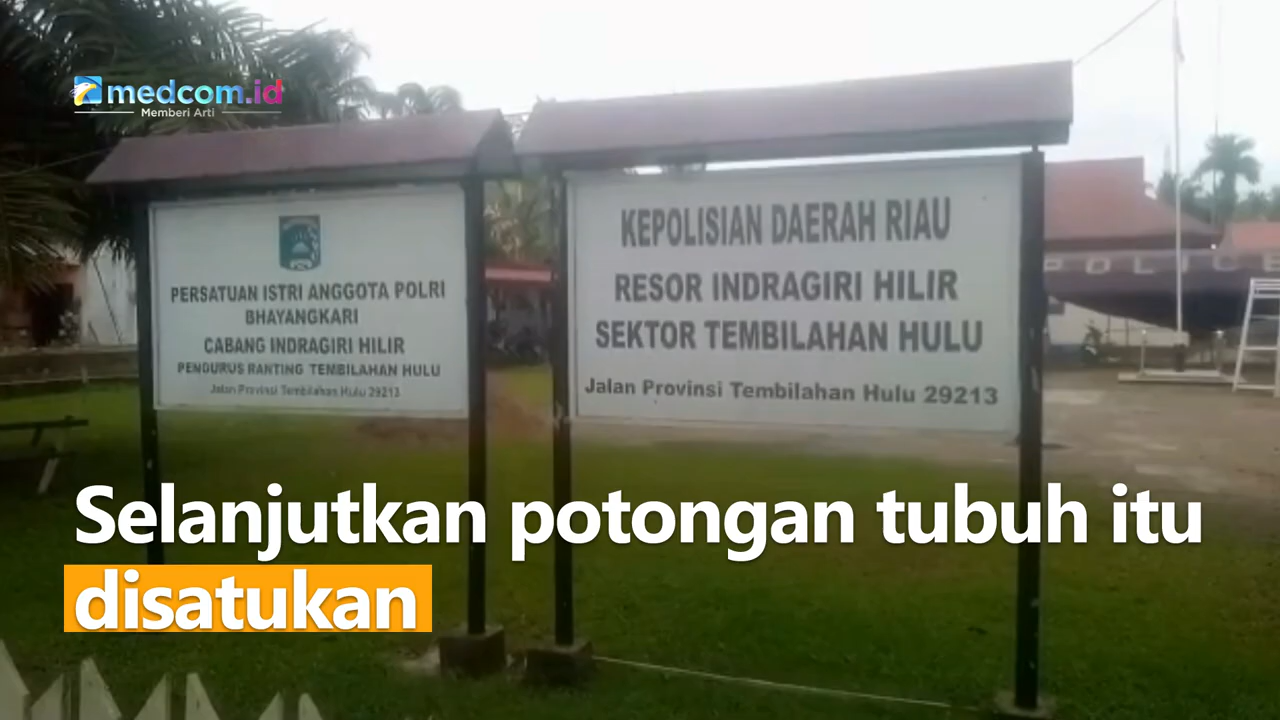 medcom.id
Memberi Arti
PERSATUAN ISTRI ANGGOTA POLRI
BHAYANGKARI
CABANG INDRAGIRI HILIR
PENGURUS RANTING TEMBILAHAN HULU
Jalan Provinsi Tembilahan Hulu 29213
KEPOLISIAN DAERAH RIAU
RESOR INDRAGIRI HILIR
SEKTOR TEMBILAHAN HULU
Jalan Provinsi Tembilahan Hulu 29213
POLICE
Selanjutkan potongan tubuh itu
disatukan